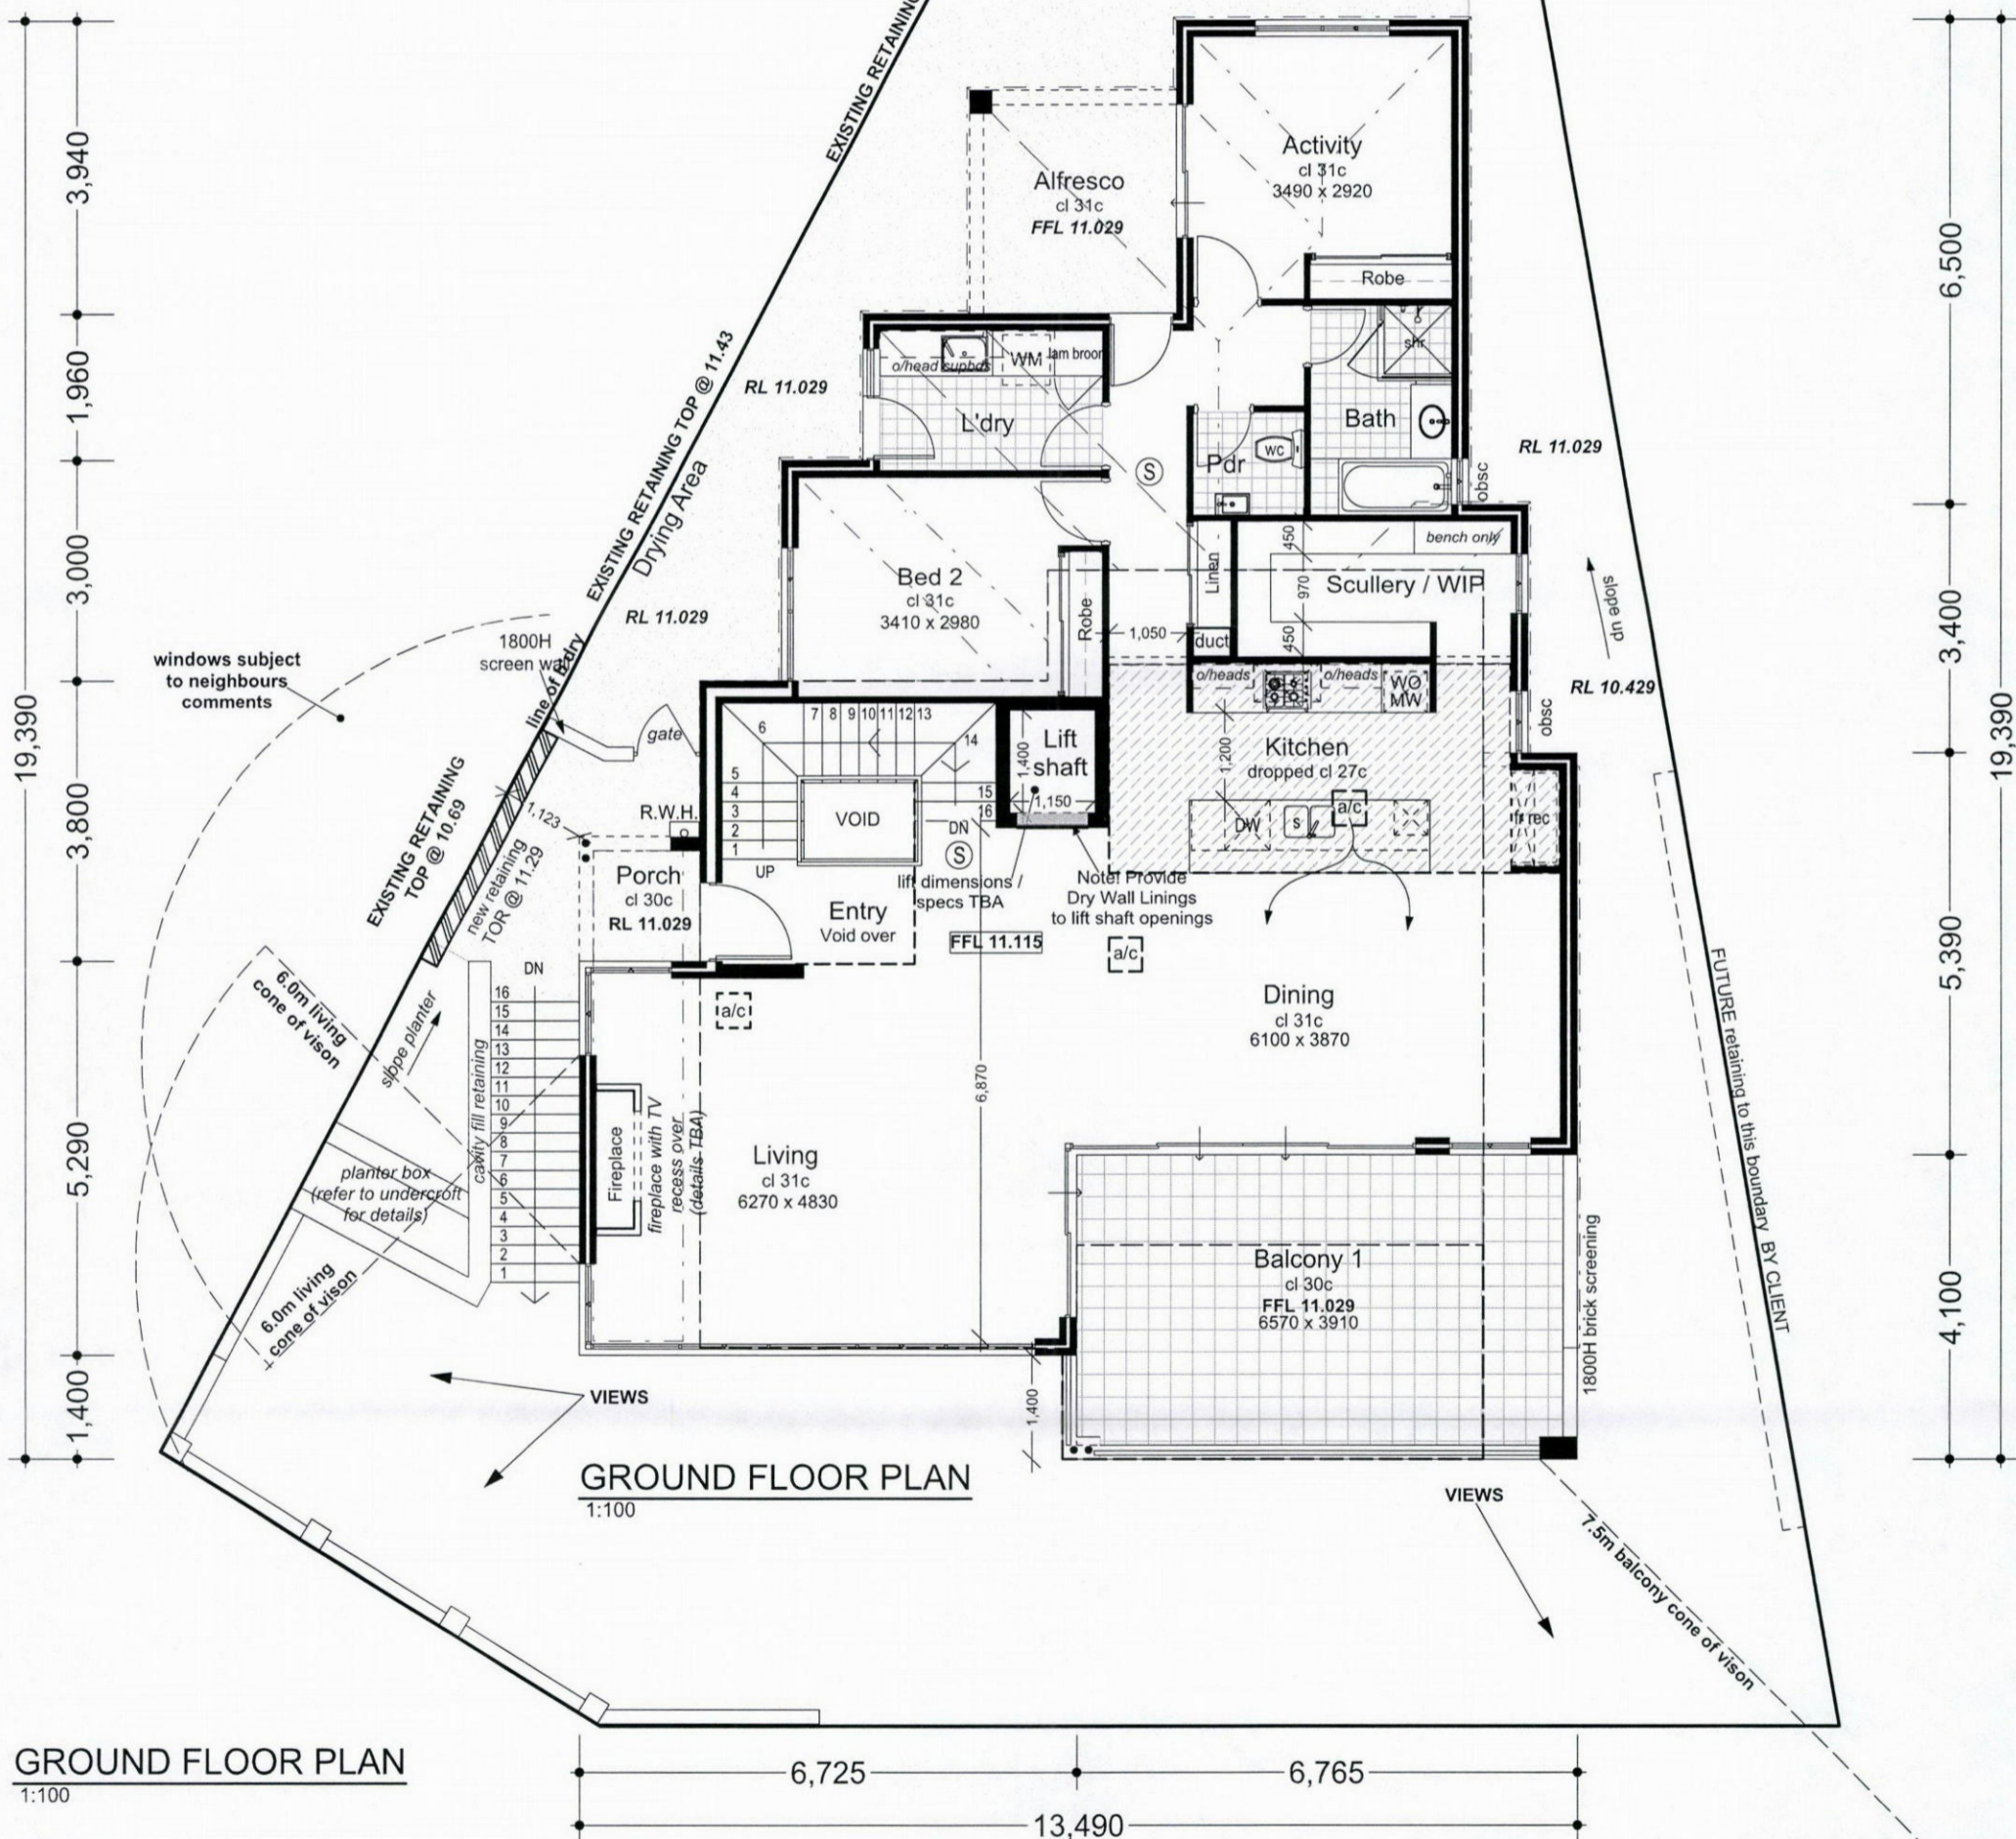 19,390
3,940
1,960
3,000
3,800
5,290
1,400
EXISTING RETAINING
EXISTING RETAINING TOP @ 11.43
Drying Area
RL 11.029
RL 11.029
windows subject
to neighbours
comments
1800H
screen wall
line of b'dry
gate
R.W.H.
EXISTING RETAINING
TOP @ 10.69
new retaining
TOR @ 11.29
1,123
Alfresco
cl 31c
FFL 11.029
Activity
cl 31c
3490 x 2920
Robe
o/head cupbds
WM
lam broom
L'dry
shr
Bath
Pdr
WC
S
obsc
RL 11.029
Bed 2
cl 31c
3410 x 2980
Robe
1,050
Linen
duct
450
970
450
bench only
Scullery / WIP
slope up
RL 10.429
obsc
o/heads
o/heads
WO
MW
Kitchen
dropped cl 27c
1,200
DW
S
a/c
fr rec
Lift
shaft
1,400
1,150
6
7 8 9 10 11 12 13
14
5
4
3
2
1
15
16
VOID
UP
DN
S
lift dimensions /
specs TBA
Note! Provide
Dry Wall Linings
to lift shaft openings
Porch
cl 30c
RL 11.029
Entry
Void over
FFL 11.115
a/c
a/c
Dining
cl 31c
6100 x 3870
6,870
DN
16
15
14
13
12
11
10
9
8
7
6
5
4
3
2
1
6.0m living
cone of vison
slope planter
cavity fill retaining
planter box
(refer to undercroft
for details)
6.0m living
cone of vison
Fireplace
fireplace with TV
recess over
(details TBA)
Living
cl 31c
6270 x 4830
Balcony 1
cl 30c
FFL 11.029
6570 x 3910
1800H brick screening
FUTURE retaining to this boundary BY CLIENT
1,400
VIEWS
VIEWS
7.5m balcony cone of vison
GROUND FLOOR PLAN
1:100
GROUND FLOOR PLAN
1:100
6,725
6,765
13,490
6,500
3,400
5,390
4,100
19,390